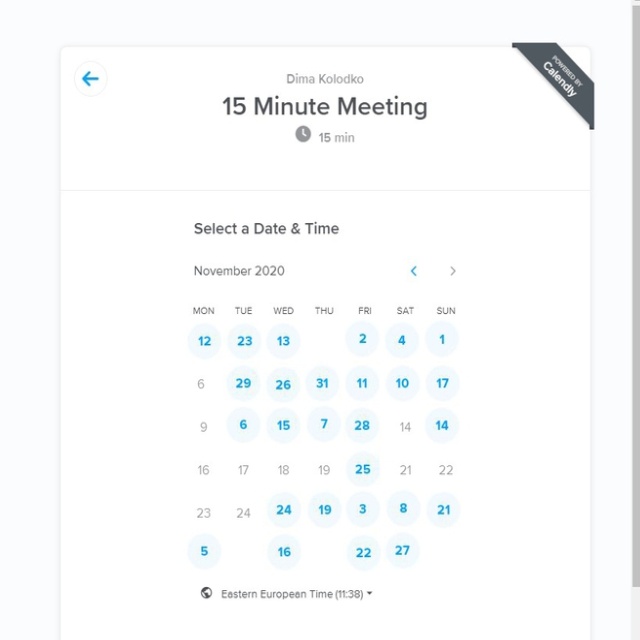 POWERED BY
Calendly
Dima Kolodko
15 Minute Meeting
15 min
Select a Date & Time
November 2020
MON TUE WED THU FRI SAT SUN
12 23 13 2 4 1
6 29 26 31 11 10 17
9 6 15 7 28 14 14
16 17 18 19 25 21 22
23 24 24 19 3 8 21
5 16 22 27
Eastern European Time (11:38)